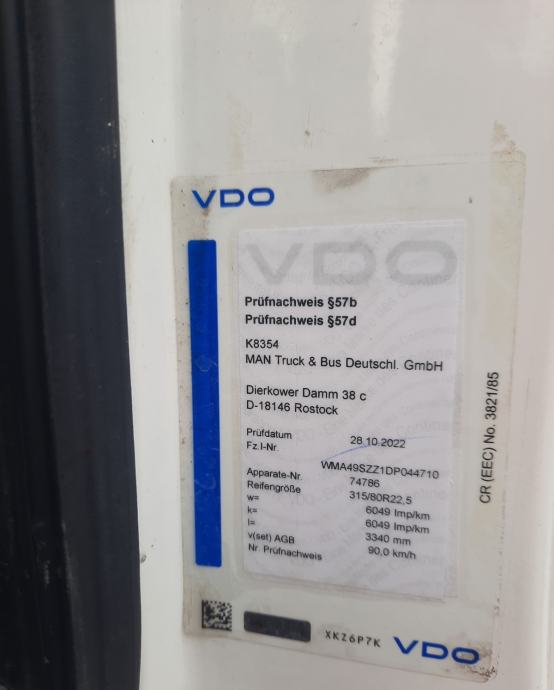 VDO
VDO
Prüfnachweis §57b
Prüfnachweis §57d
K8354
MAN Truck & Bus Deutschl. GmbH
Dierkower Damm 38 c
D-18146 Rostock
Prüfdatum 28.10.2022
Fz.I-Nr. WMA49SZZ1DP044710
Apparate-Nr. 74786
Reifengröße 315/80R22,5
w= 6049 Imp/km
k= 6049 Imp/km
l= 3340 mm
v(set) AGB 90,0 km/h
Nr. Prüfnachweis
CR (EEC) No. 3821/85
XKZ6P7K
VDO